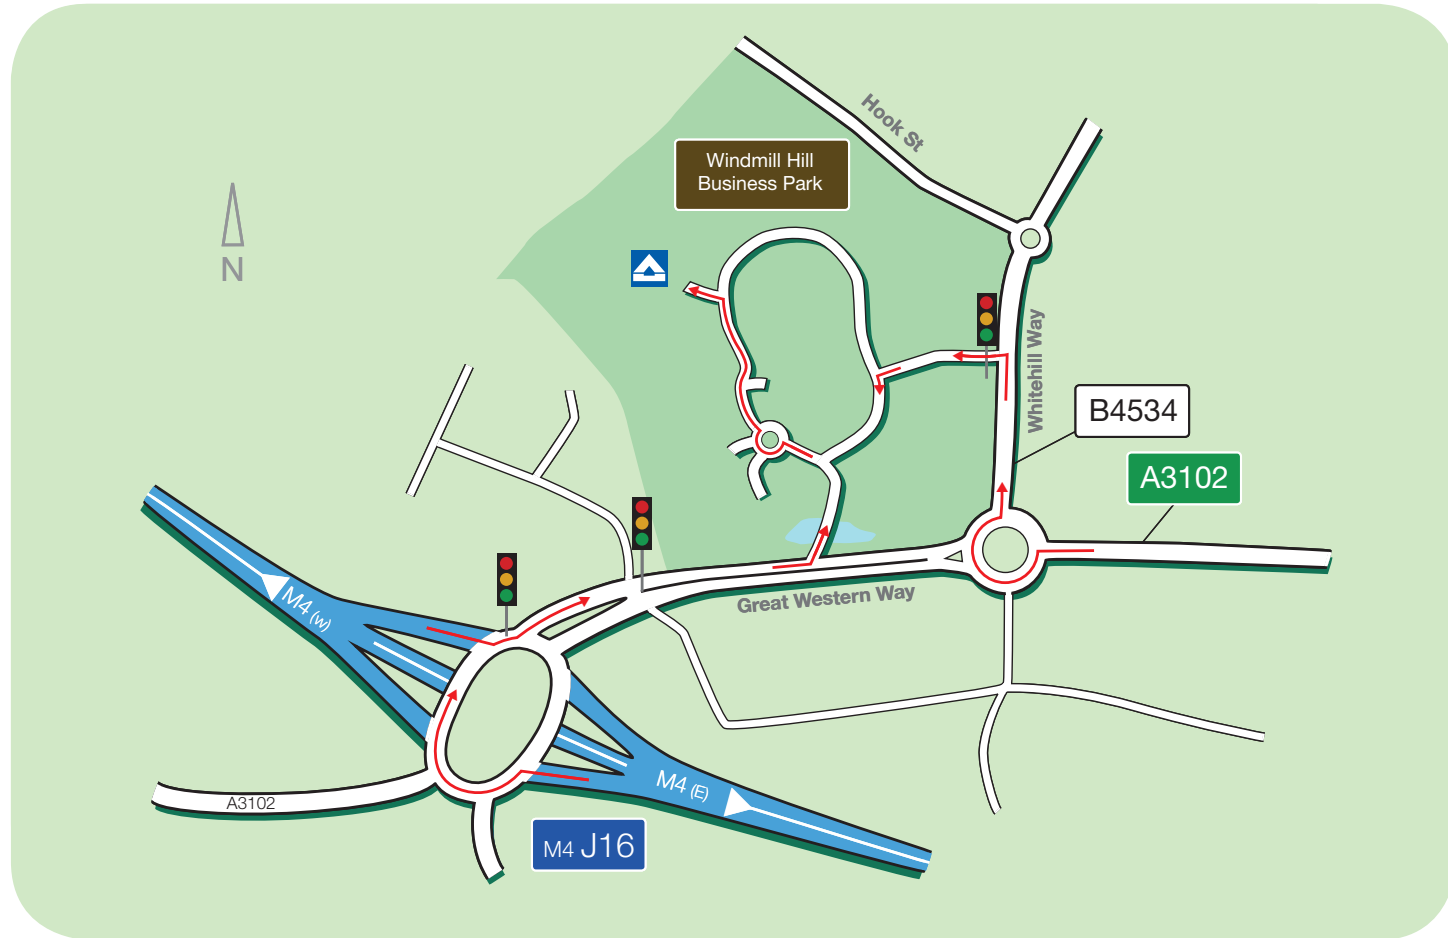 Hook St
Windmill Hill
Business Park
N
Whitehill Way
B4534
A3102
M4 (W)
Great Western Way
M4 (E)
A3102
M4 J16